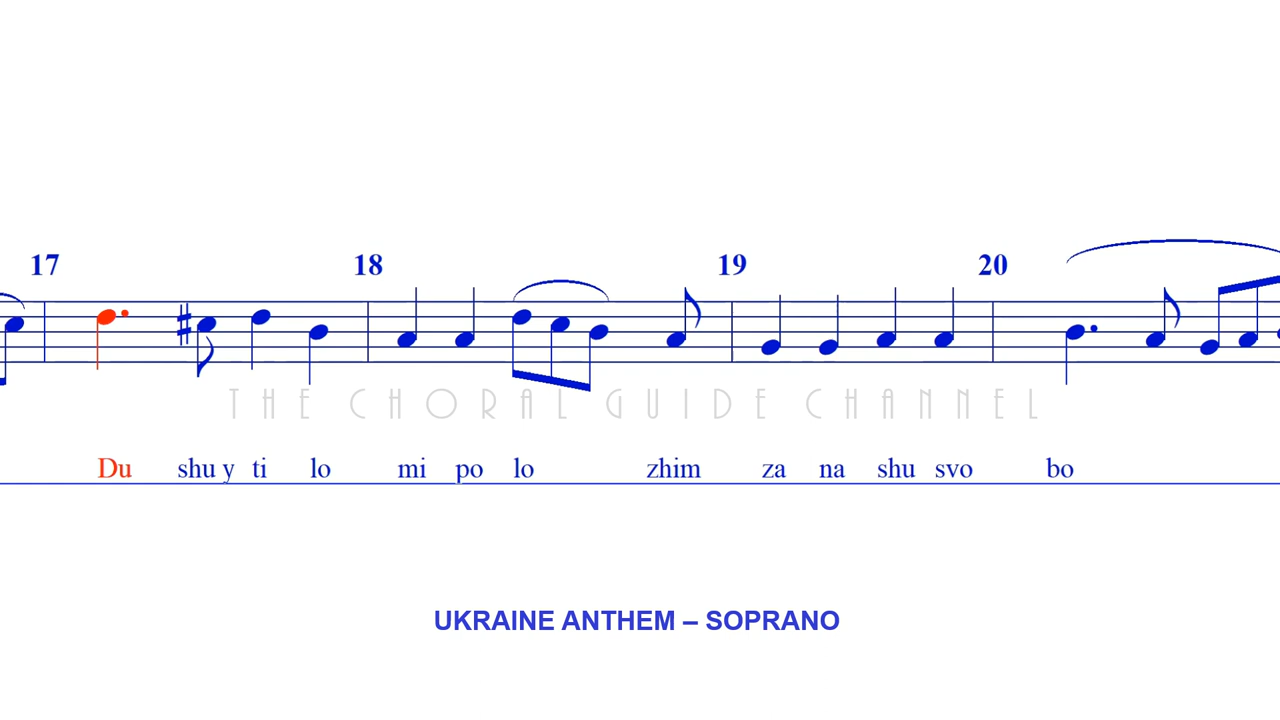 17 18 19 20
THE CHORAL GUIDE CHANNEL
Du shu y ti lo mi po lo zhim za na shu svo bo
UKRAINE ANTHEM – SOPRANO